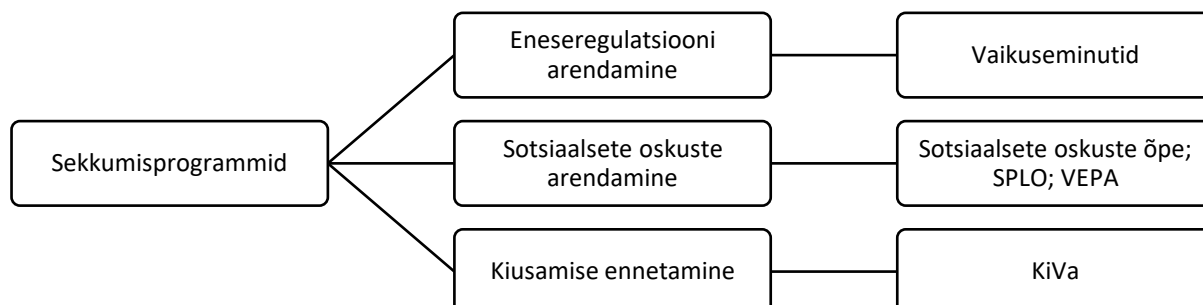 Sekkumisprogrammid
Eneseregulatsiooni
arendamine
Vaikuseminutid
Sotsiaalsete oskuste
arendamine
Sotsiaalsete oskuste õpe;
SPLO; VEPA
Kiusamise ennetamine
KiVa